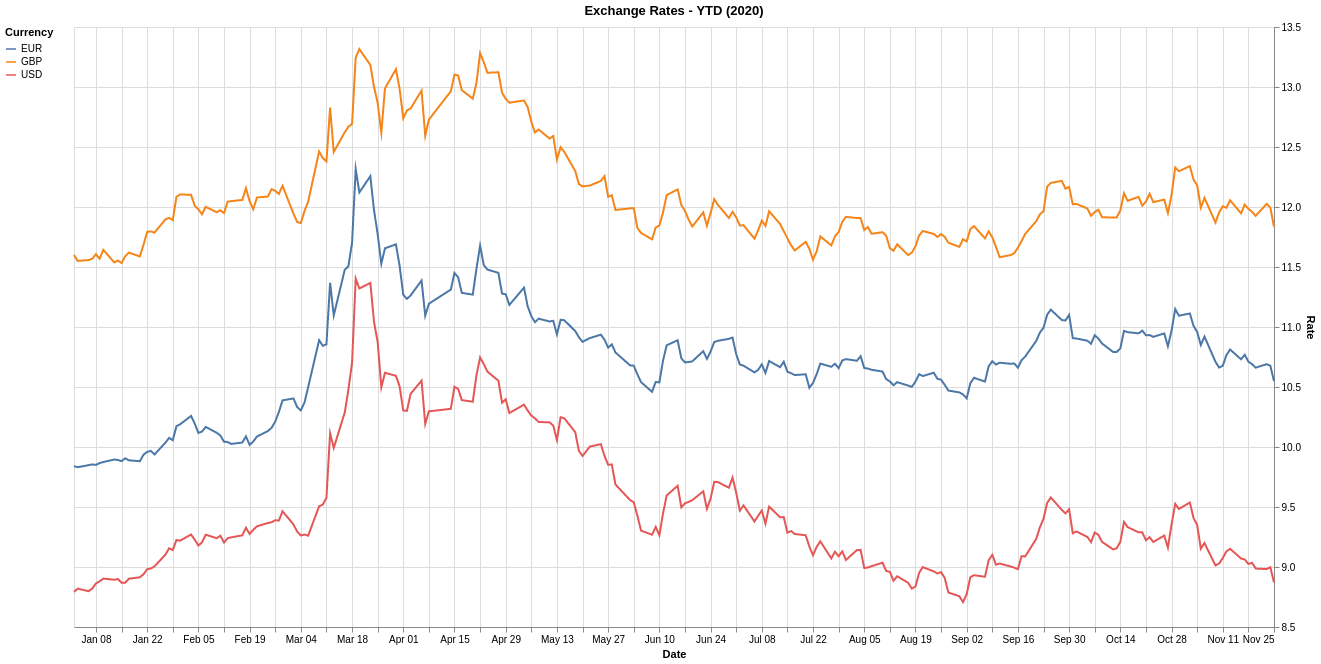 Exchange Rates - YTD (2020)
Currency
EUR
GBP
USD
13.5
13.0
12.5
12.0
11.5
11.0
10.5
10.0
9.5
9.0
8.5
Rate
Jan 08 Jan 22 Feb 05 Feb 19 Mar 04 Mar 18 Apr 01 Apr 15 Apr 29 May 13 May 27 Jun 10 Jun 24 Jul 08 Jul 22 Aug 05 Aug 19 Sep 02 Sep 16 Sep 30 Oct 14 Oct 28 Nov 11 Nov 25
Date